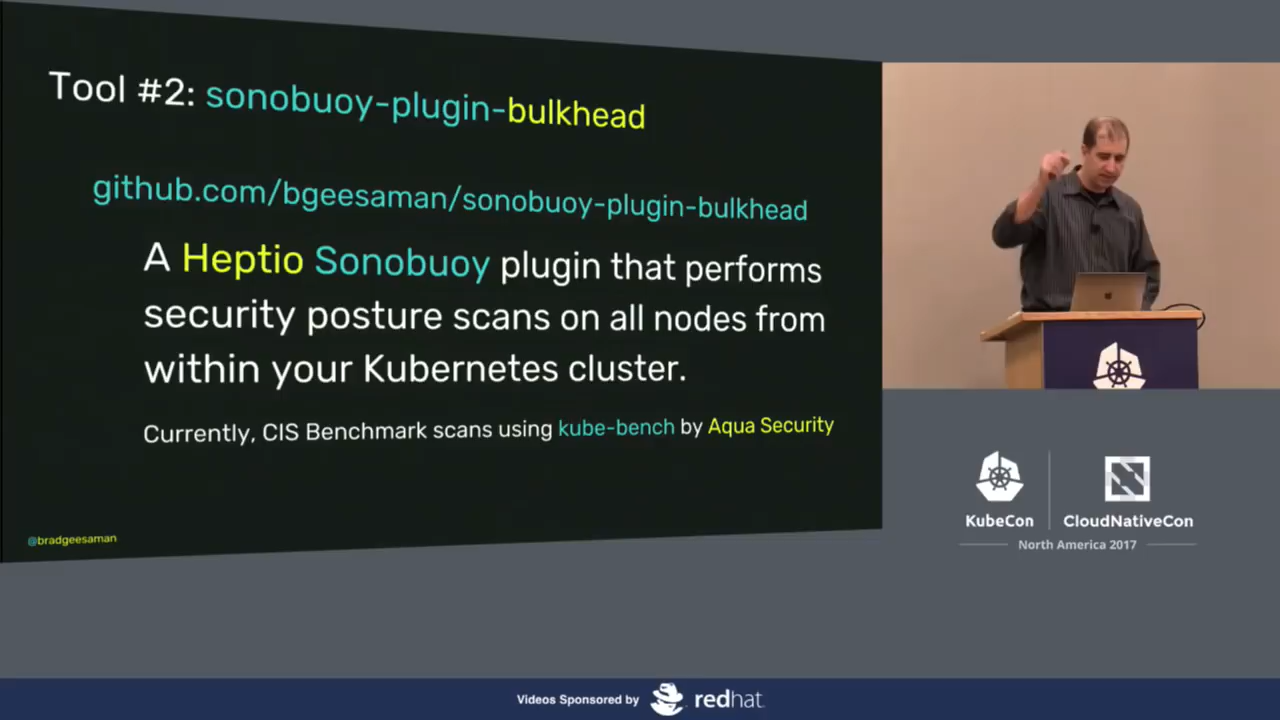 Tool #2: sonobuoy-plugin-bulkhead
github.com/bgeesaman/sonobuoy-plugin-bulkhead
A Heptio Sonobuoy plugin that performs
security posture scans on all nodes from
within your Kubernetes cluster.
Currently, CIS Benchmark scans using kube-bench by Aqua Security
@bradgeesaman
KubeCon
CloudNativeCon
North America 2017
Videos Sponsored by
redhat.